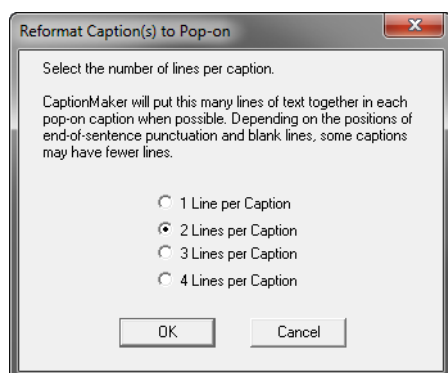 Reformat Caption(s) to Pop-on
Select the number of lines per caption.
CaptionMaker will put this many lines of text together in each
pop-on caption when possible. Depending on the positions of
end-of-sentence punctuation and blank lines, some captions
may have fewer lines.
1 Line per Caption
2 Lines per Caption
3 Lines per Caption
4 Lines per Caption
OK
Cancel